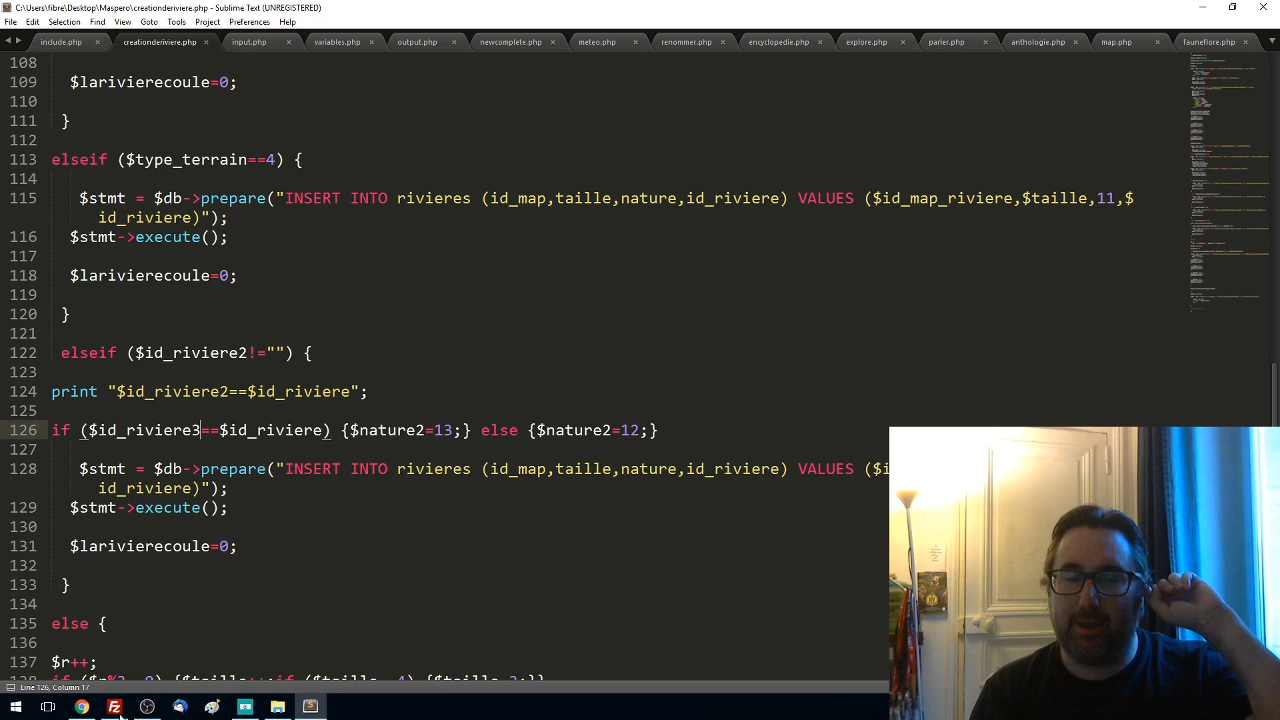 C:\Users\fibre\Desktop\Maspero\creationderiviere.php - Sublime Text (UNREGISTERED)
File Edit Selection Find View Goto Tools Project Preferences Help
include.php creationderiviere.php input.php variables.php output.php newcomplete.php meteo.php renommer.php encyclopedie.php explore.php parler.php anthologie.php map.php fauneflore.php
108
109 $larivierecoule=0;
110
111 }
112
113 elseif ($type_terrain==4) {
114
115 $stmt = $db->prepare("INSERT INTO rivieres (id_map,taille,nature,id_riviere) VALUES ($id_map_riviere,$taille,11,$
id_riviere)");
116 $stmt->execute();
117
118 $larivierecoule=0;
119
120 }
121
122 elseif ($id_riviere2!="") {
123
124 print "$id_riviere2==$id_riviere";
125
126 if ($id_riviere3==$id_riviere) {$nature2=13;} else {$nature2=12;}
127
128 $stmt = $db->prepare("INSERT INTO rivieres (id_map,taille,nature,id_riviere) VALUES ($i
id_riviere)");
129 $stmt->execute();
130
131 $larivierecoule=0;
132
133 }
134
135 else {
136
137 $r++;
Line 126, Column 17